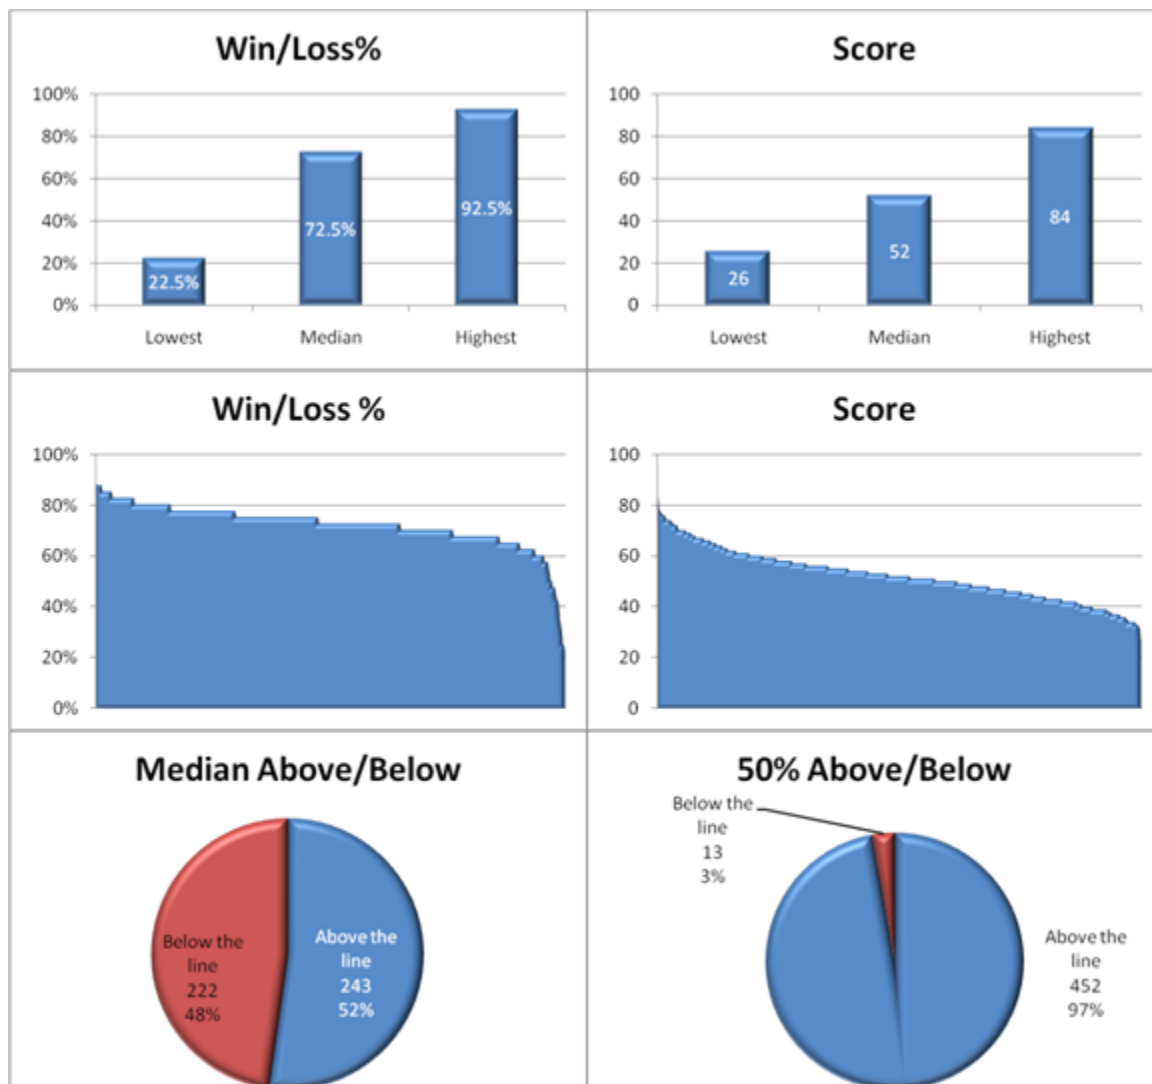 Win/Loss%
100%
80%
60%
40%
20%
0%
22.5%
72.5%
92.5%
Lowest
Median
Highest
Score
100
80
60
40
20
0
26
52
84
Lowest
Median
Highest
Win/Loss %
100%
80%
60%
40%
20%
0%
Score
100
80
60
40
20
0
Median Above/Below
Below the
line
222
48%
Above the
line
243
52%
50% Above/Below
Below the
line
13
3%
Above the
line
452
97%